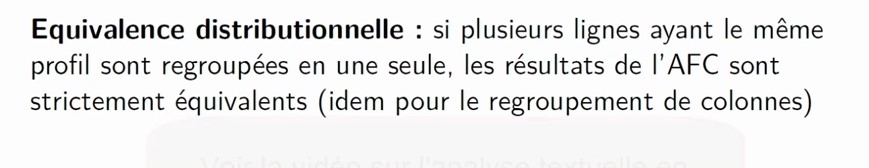 Equivalence distributionnelle : si plusieurs lignes ayant le même
profil sont regroupées en une seule, les résultats de l'AFC sont
strictement équivalents (idem pour le regroupement de colonnes)
Voir la vidéo sur l'analyse textuelle en